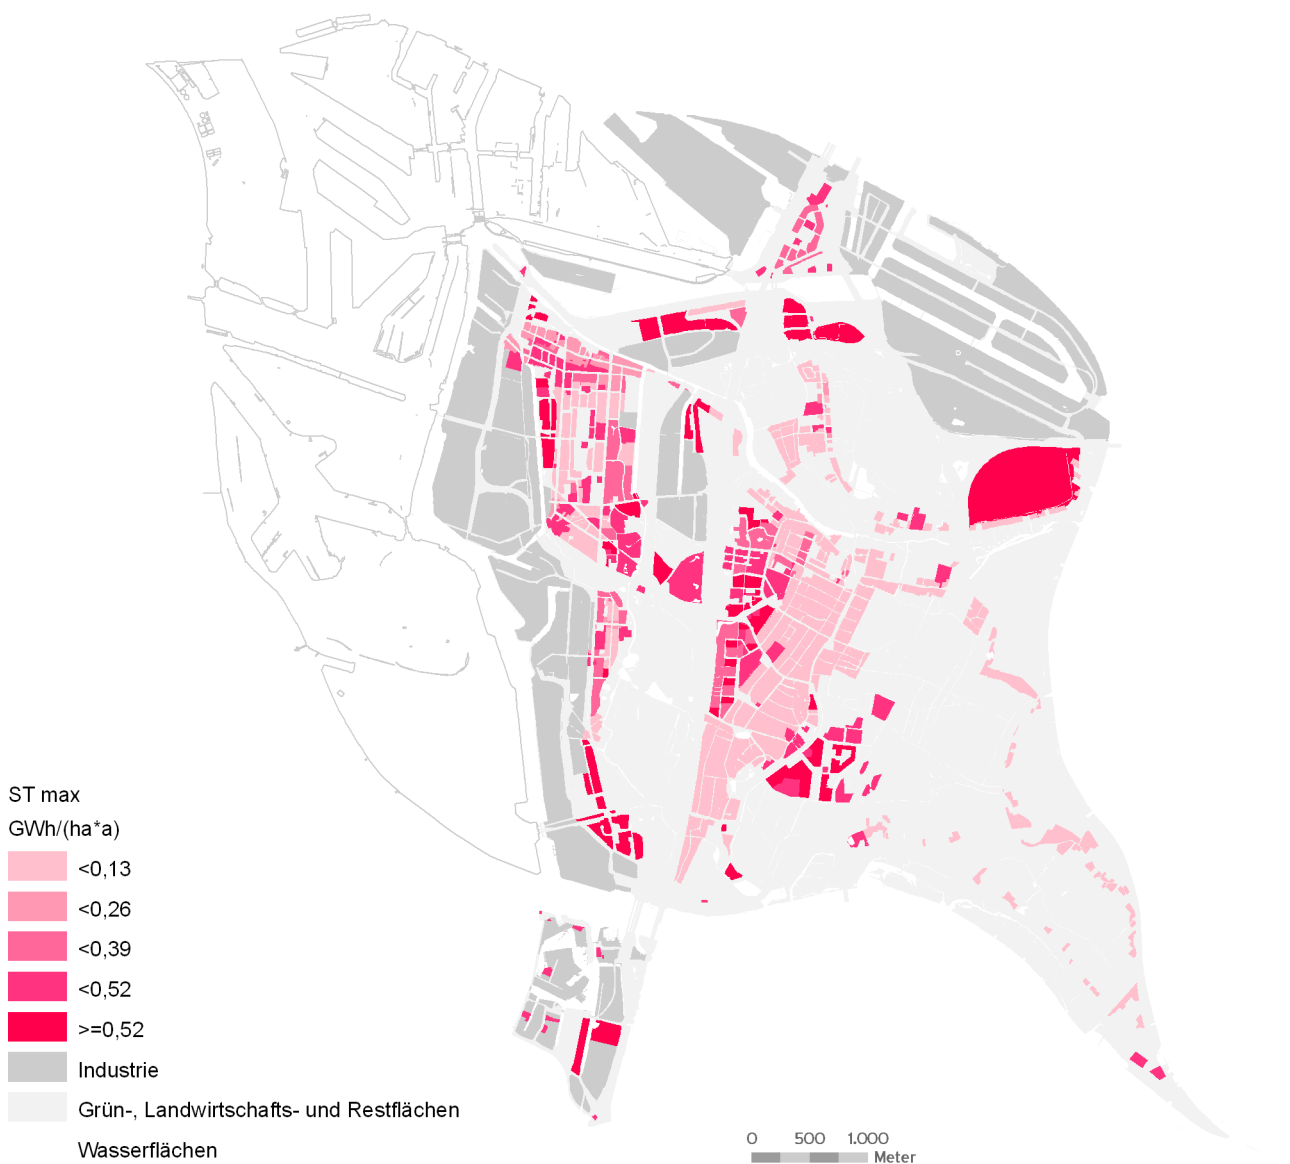 ST max
GWh/(ha*a)
<0,13
<0,26
<0,39
<0,52
>=0,52
Industrie
Grün-, Landwirtschafts- und Restflächen
Wasserflächen
0 500 1.000
Meter